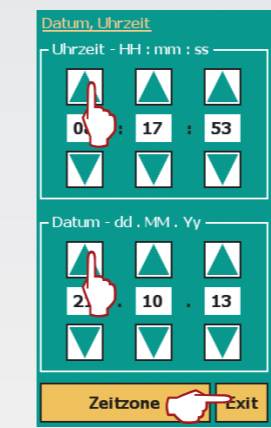 Datum, Uhrzeit
Uhrzeit - HH : mm : ss
: 17 : 53
Datum - dd . MM . Yy
. 10 . 13
Zeitzone Exit